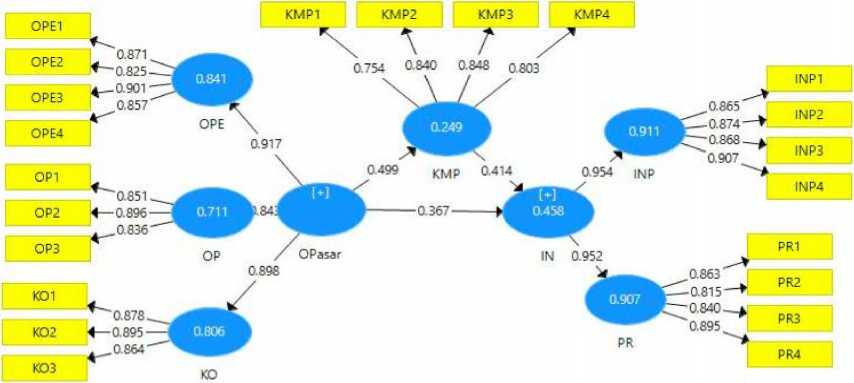 KMP1 KMP2 KMP3 KMP4
OPE1
OPE2
OPE3
OPE4
0.871
0.825
0.901
0.857
0.841
OPE
0.754
0.840
0.848
0.803
0.249
KMP
INP1
INP2
INP3
INP4
0.865
0.874
0.868
0.907
0.911
INP
0.917
0.499
0.414
0.954
OP1
OP2
OP3
0.851
0.896
0.836
0.711
OP
0.843
[+]
OPasar
0.367
[+]
0.458
IN
0.898
0.952
KO1
KO2
KO3
0.878
0.895
0.864
0.806
KO
0.907
PR
0.863
0.815
0.840
0.895
PR1
PR2
PR3
PR4